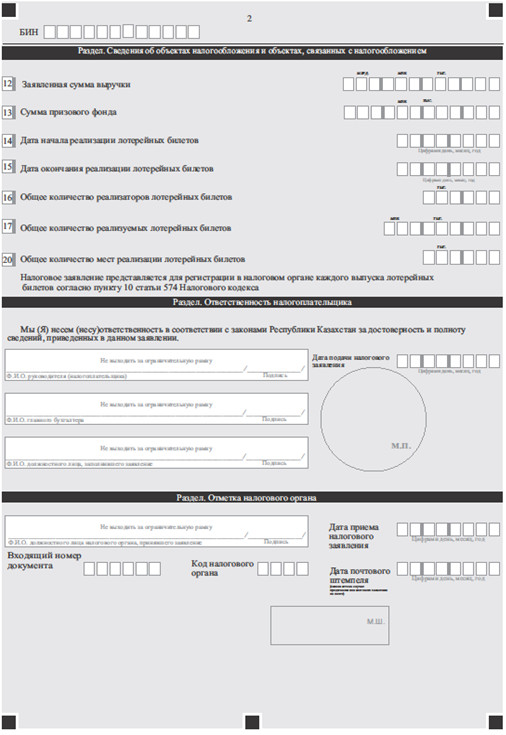 2
БИН
Раздел. Сведения об объектах налогообложения и объектах, связанных с налогообложением
млрд млн тыс.
12 Заявленная сумма выручки
млн тыс.
13 Сумма призового фонда
14 Дата начала реализации лотерейных билетов
Цифрами день, месяц, год
15 Дата окончания реализации лотерейных билетов
Цифрами день, месяц, год
тыс.
16 Общее количество реализаторов лотерейных билетов
млн тыс.
17 Общее количество реализуемых лотерейных билетов
тыс.
20 Общее количество мест реализации лотерейных билетов
Налоговое заявление представляется для регистрации в налоговом органе каждого выпуска лотерейных
билетов согласно пункту 10 статьи 574 Налогового кодекса
Раздел. Ответственность налогоплательщика
Мы (Я) несем (несу)ответственность в соответствии с законами Республики Казахстан за достоверность и полноту
сведений, приведенных в данном заявлении.
Не выходить за ограничительную рамку
Ф.И.О. руководителя (налогоплательщика) / Подпись /
Дата подачи налогового
заявления
Цифрами день, месяц, год
Не выходить за ограничительную рамку
Ф.И.О. главного бухгалтера / Подпись /
М.П.
Не выходить за ограничительную рамку
Ф.И.О. должностного лица, заполнившего заявление / Подпись /
Раздел. Отметка налогового органа
Не выходить за ограничительную рамку
Ф.И.О. должностного лица налогового органа, принявшего заявление / Подпись /
Дата приема
налогового
заявления
Цифрами день, месяц, год
Входящий номер
документа
Код налогового
органа
Дата почтового
штемпеля
Цифрами день, месяц, год
М.Ш.